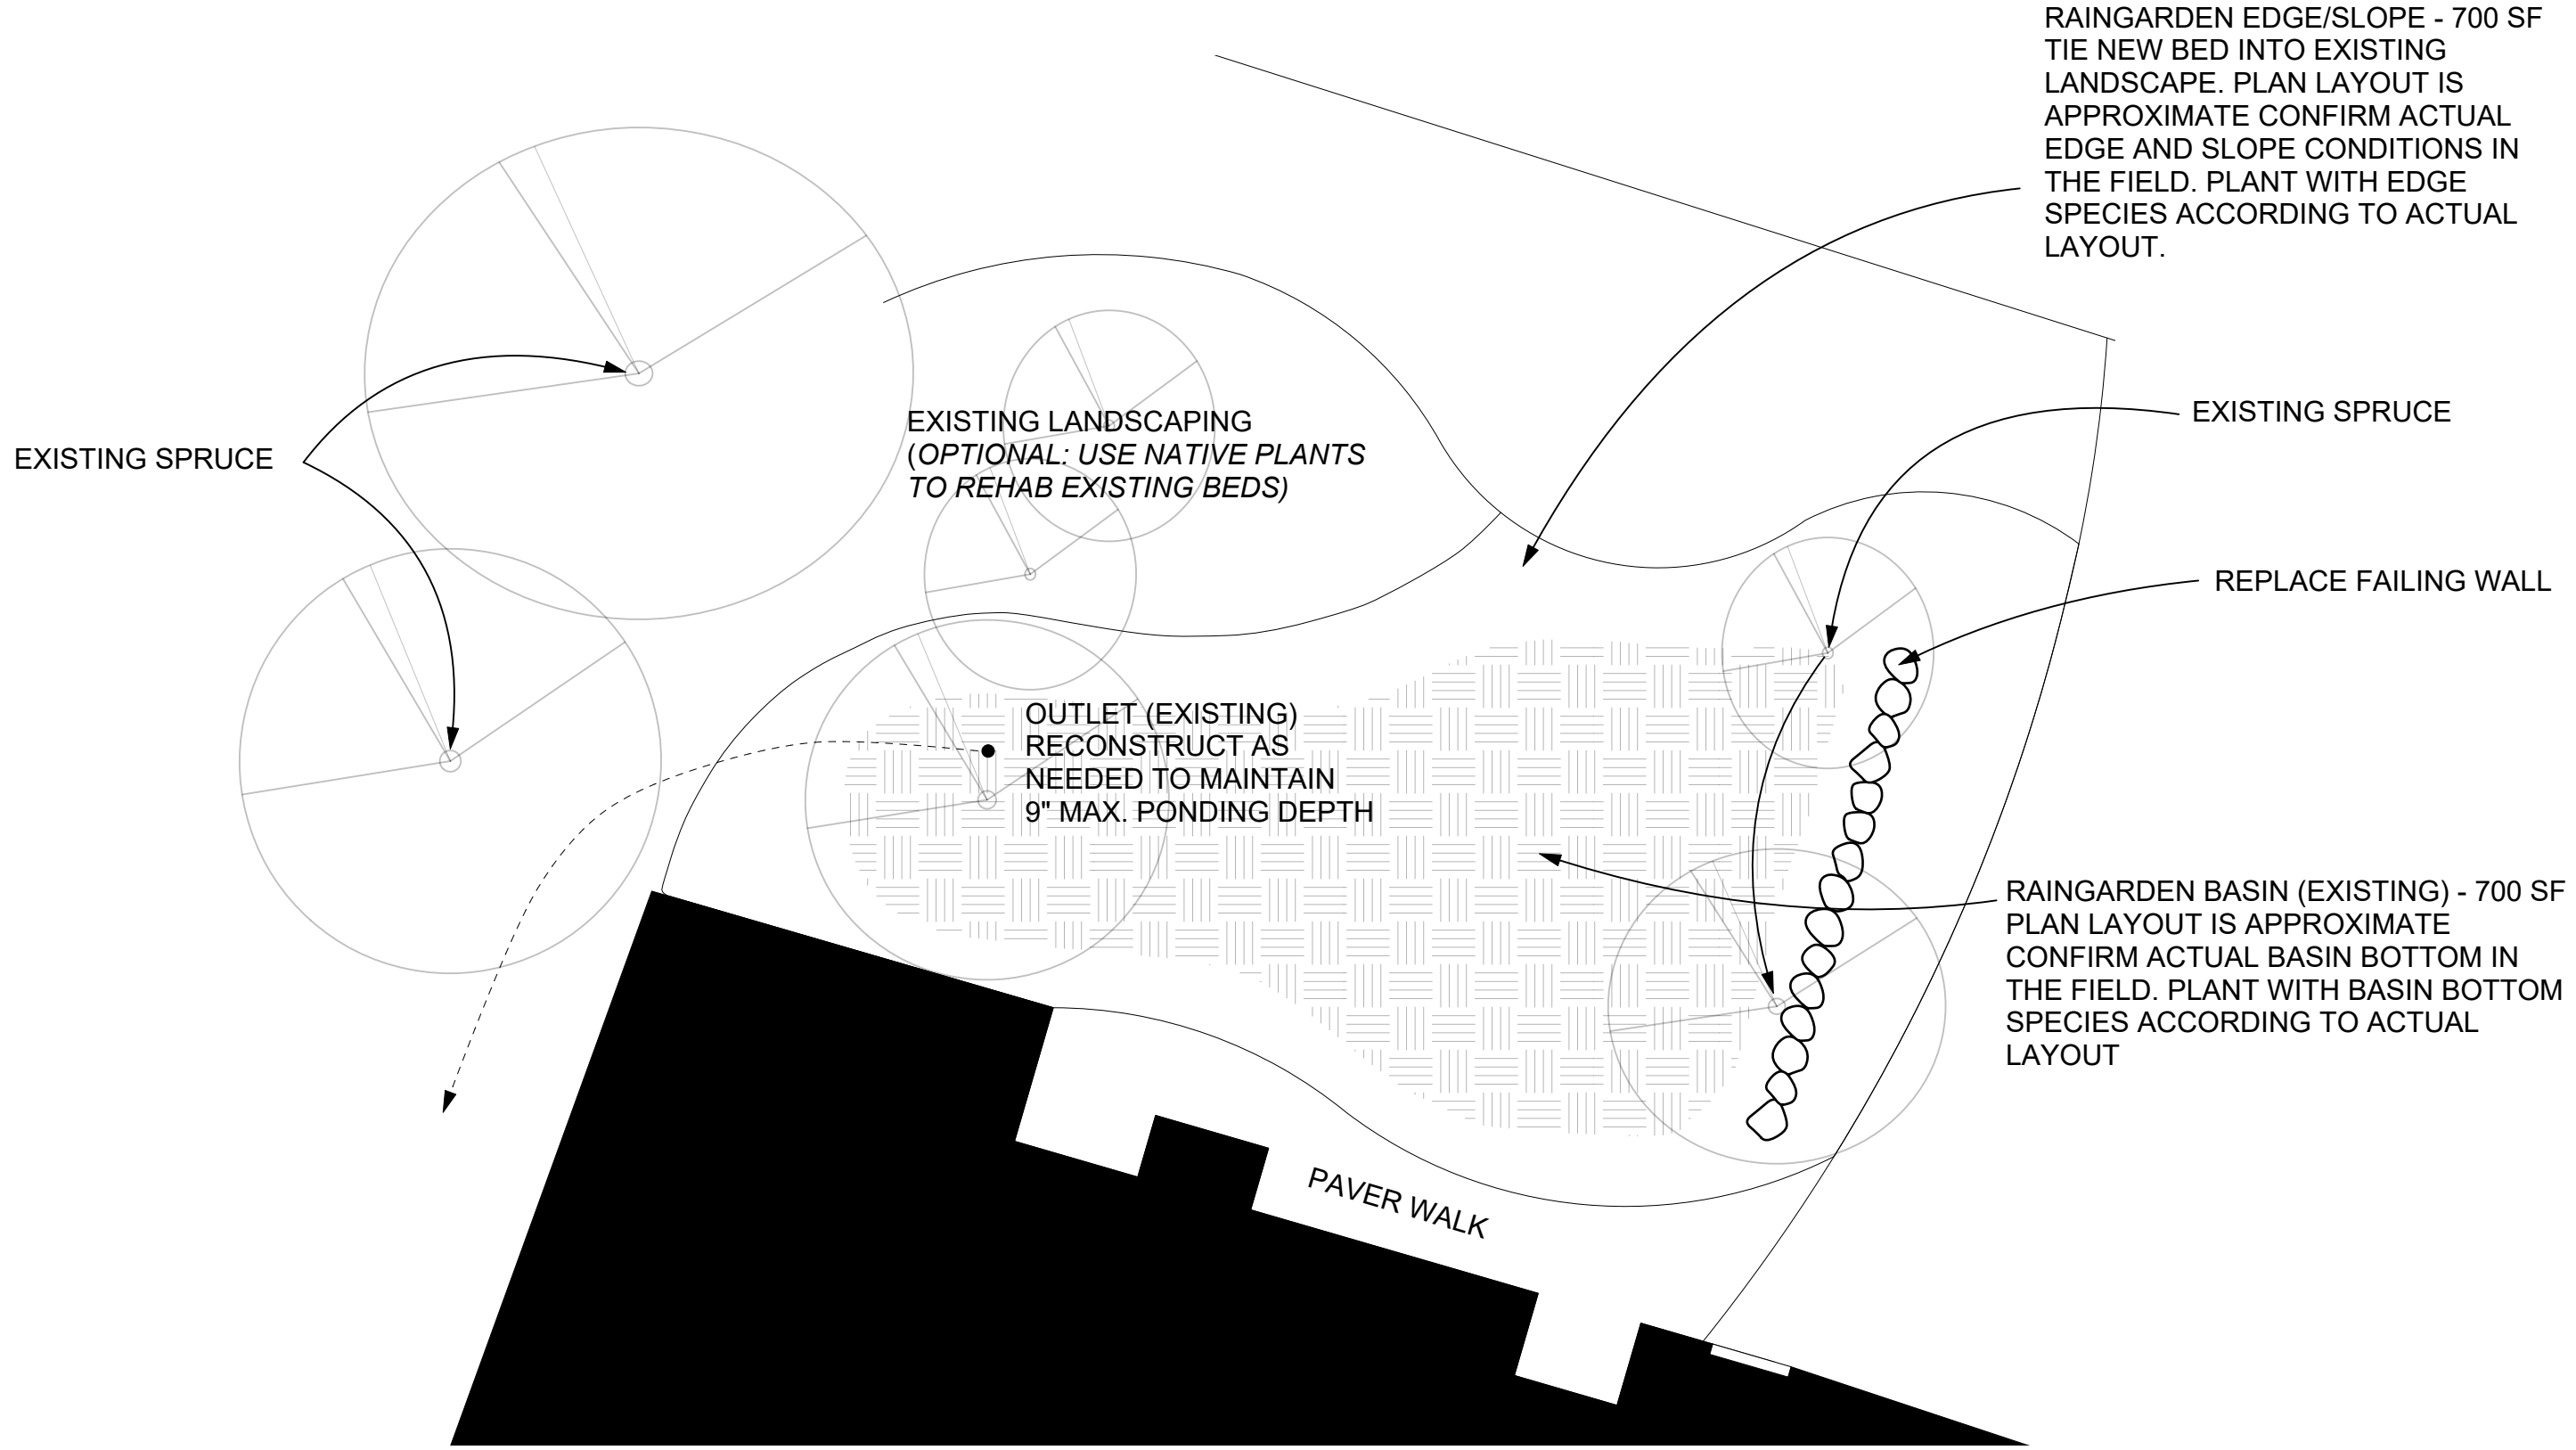 RAINGARDEN EDGE/SLOPE - 700 SF
TIE NEW BED INTO EXISTING
LANDSCAPE. PLAN LAYOUT IS
APPROXIMATE CONFIRM ACTUAL
EDGE AND SLOPE CONDITIONS IN
THE FIELD. PLANT WITH EDGE
SPECIES ACCORDING TO ACTUAL
LAYOUT.
EXISTING SPRUCE
EXISTING LANDSCAPING
(OPTIONAL: USE NATIVE PLANTS
TO REHAB EXISTING BEDS)
EXISTING SPRUCE
REPLACE FAILING WALL
OUTLET (EXISTING)
RECONSTRUCT AS
NEEDED TO MAINTAIN
9" MAX. PONDING DEPTH
RAINGARDEN BASIN (EXISTING) - 700 SF
PLAN LAYOUT IS APPROXIMATE
CONFIRM ACTUAL BASIN BOTTOM IN
THE FIELD. PLANT WITH BASIN BOTTOM
SPECIES ACCORDING TO ACTUAL
LAYOUT
PAVER WALK